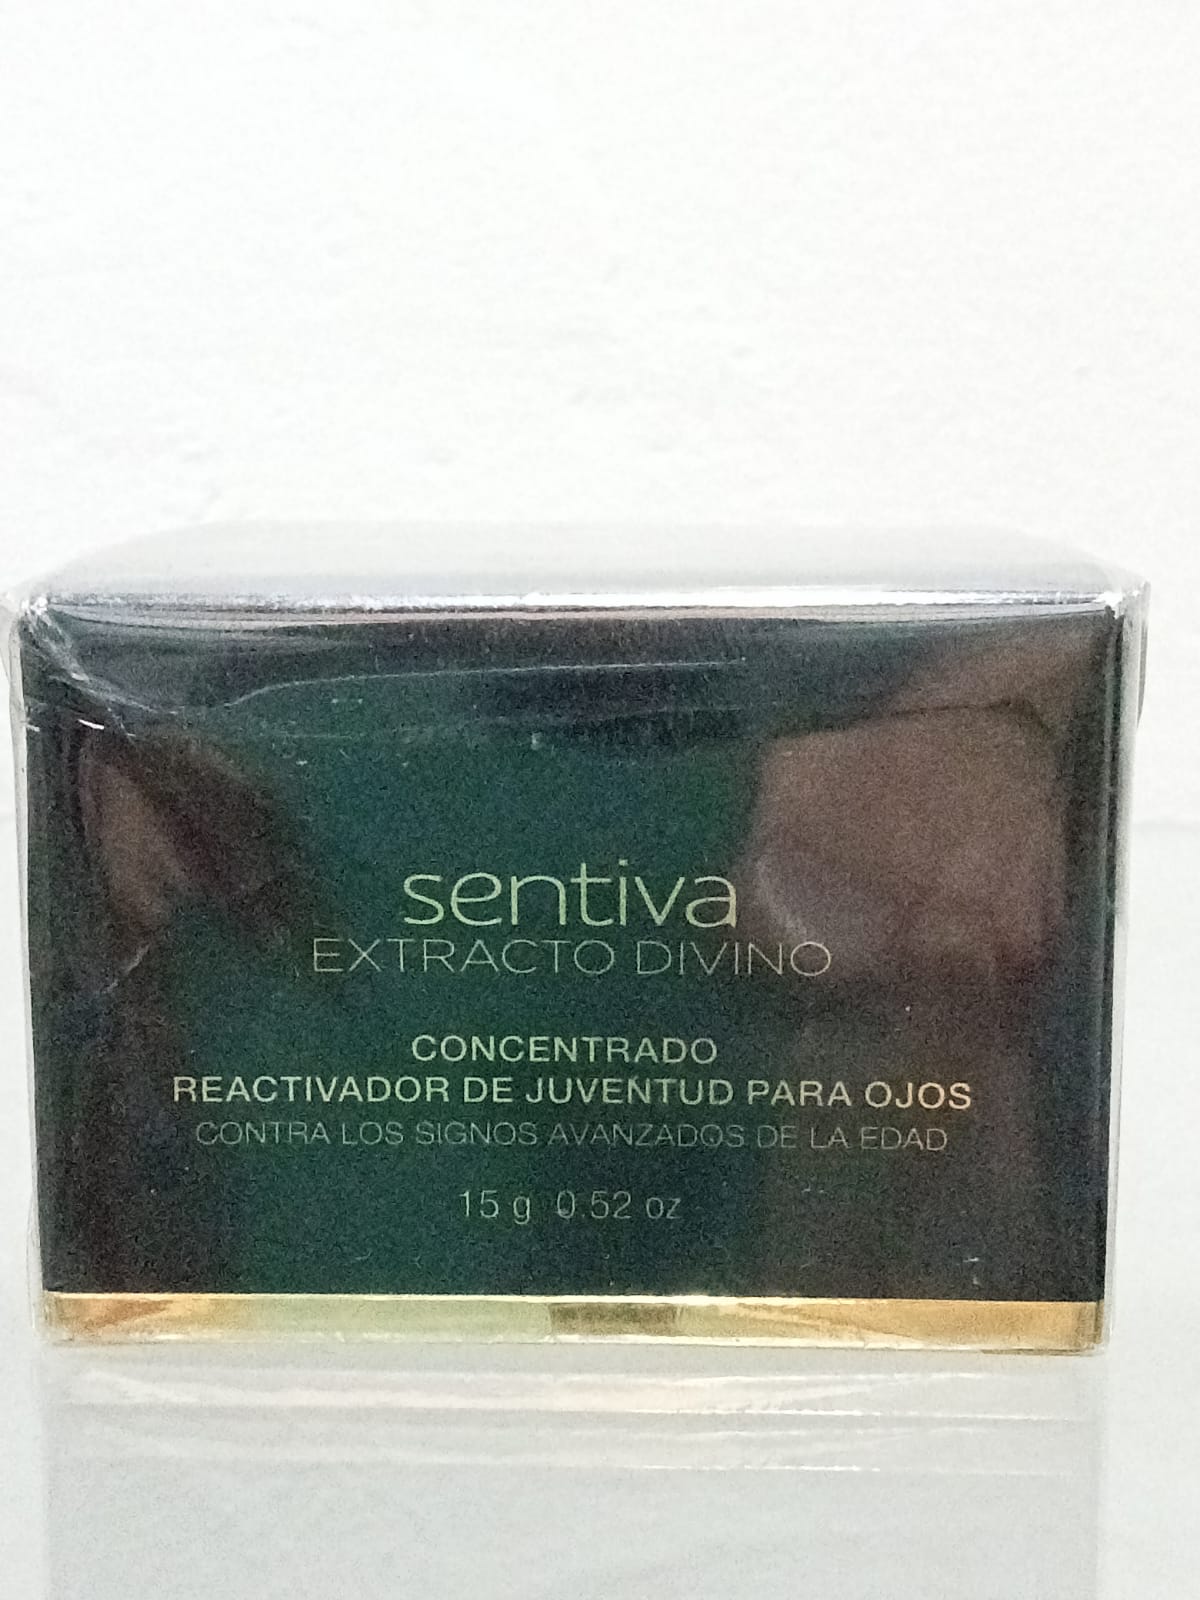 sentiva
EXTRACTO DIVINO
CONCENTRADO
REACTIVADOR DE JUVENTUD PARA OJOS
CONTRA LOS SIGNOS AVANZADOS DE LA EDAD
15 g 0.52 oz